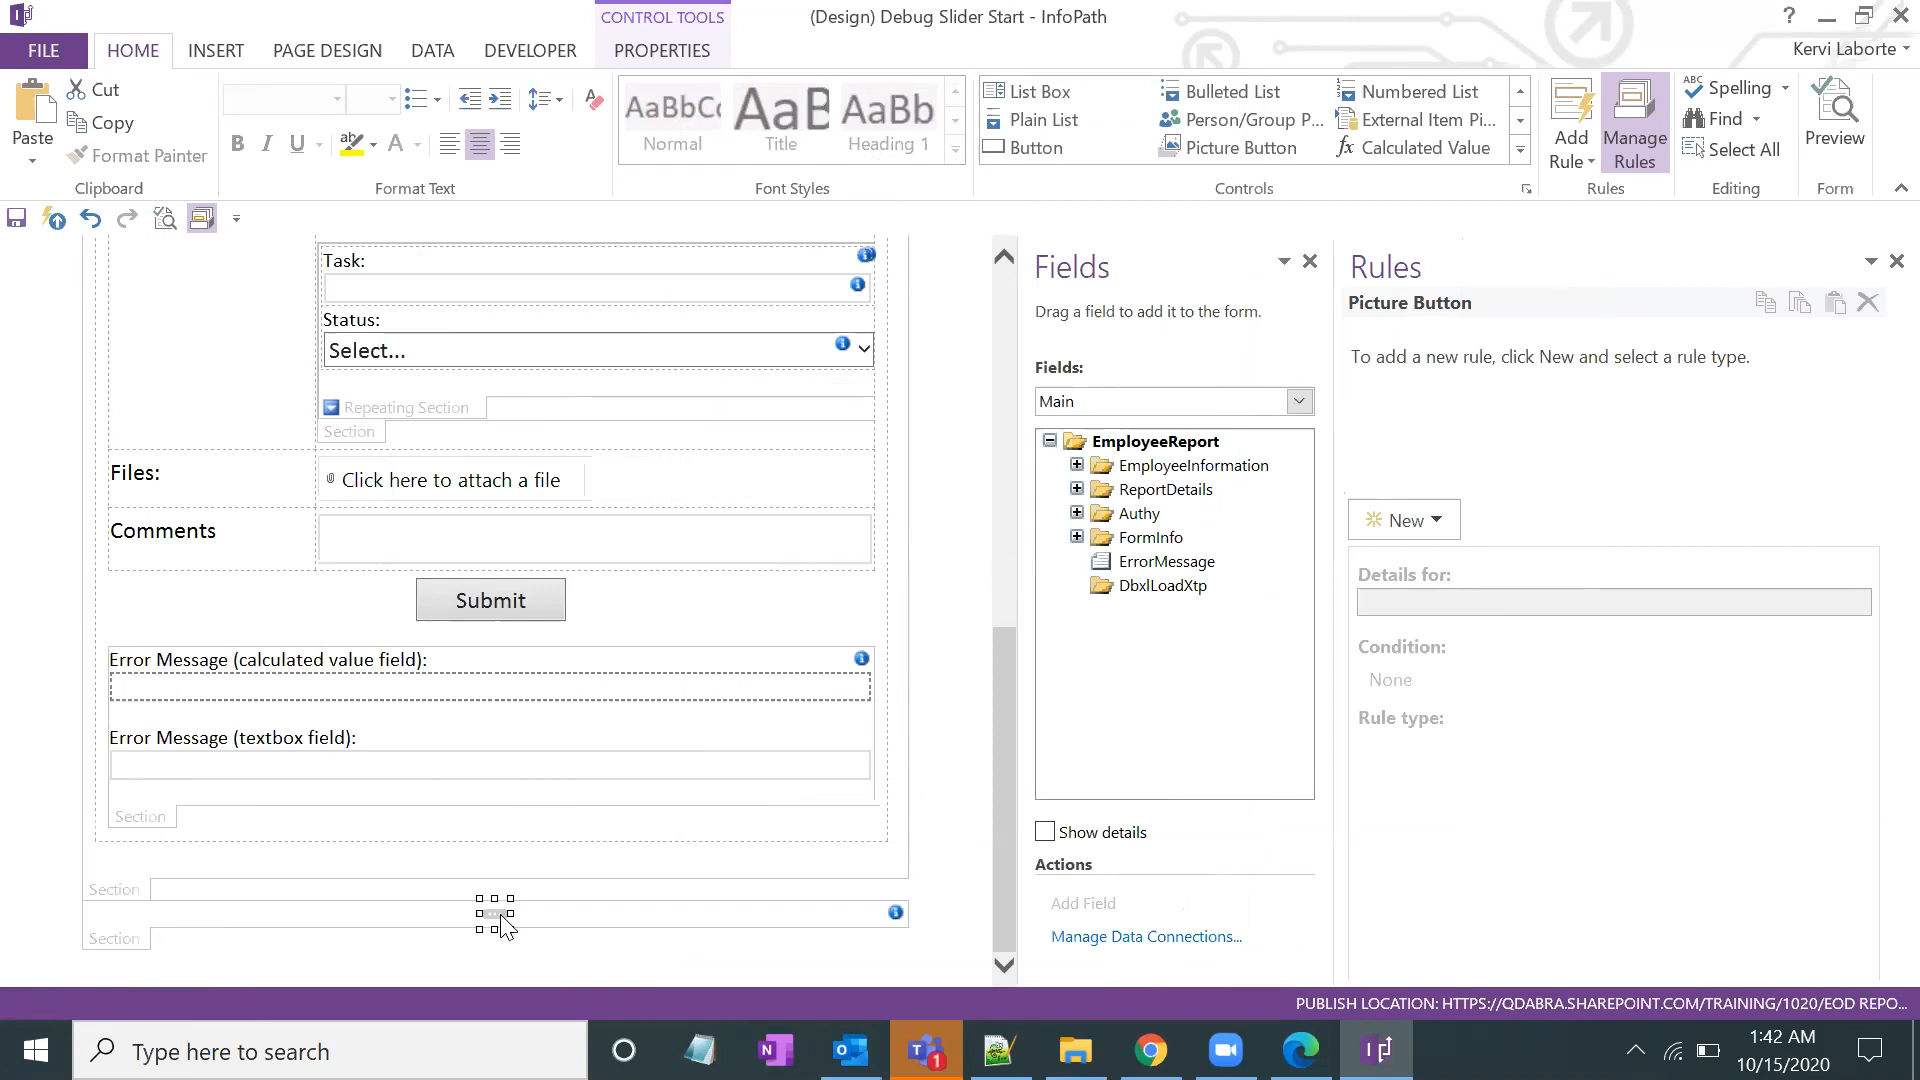 CONTROL TOOLS
(Design) Debug Slider Start - InfoPath
?
FILE
HOME
INSERT
PAGE DESIGN
DATA
DEVELOPER
PROPERTIES
Kervi Laborte
Paste
Cut
Copy
Format Painter
Clipboard
B I U
A
Format Text
AaBbCc
Normal
AaB
Title
AaBb
Heading 1
Font Styles
List Box
Plain List
Button
Bulleted List
Person/Group P...
Picture Button
Numbered List
External Item Pi...
Calculated Value
Controls
Add
Rule
Manage
Rules
Rules
ABC
Spelling
Find
Select All
Editing
Preview
Form
Task:
Status:
Select...
Repeating Section
Section
Files:
Click here to attach a file
Comments
Submit
Error Message (calculated value field):
Error Message (textbox field):
Section
Section
Section
Fields
Drag a field to add it to the form.
Fields:
Main
EmployeeReport
EmployeeInformation
ReportDetails
Authy
FormInfo
ErrorMessage
DbxlLoadXtp
Show details
Actions
Add Field
Manage Data Connections...
Rules
Picture Button
To add a new rule, click New and select a rule type.
New
Details for:
Condition:
None
Rule type:
PUBLISH LOCATION: HTTPS://QDABRA.SHAREPOINT.COM/TRAINING/1020/EOD REPO...
Type here to search
1
1:42 AM
10/15/2020